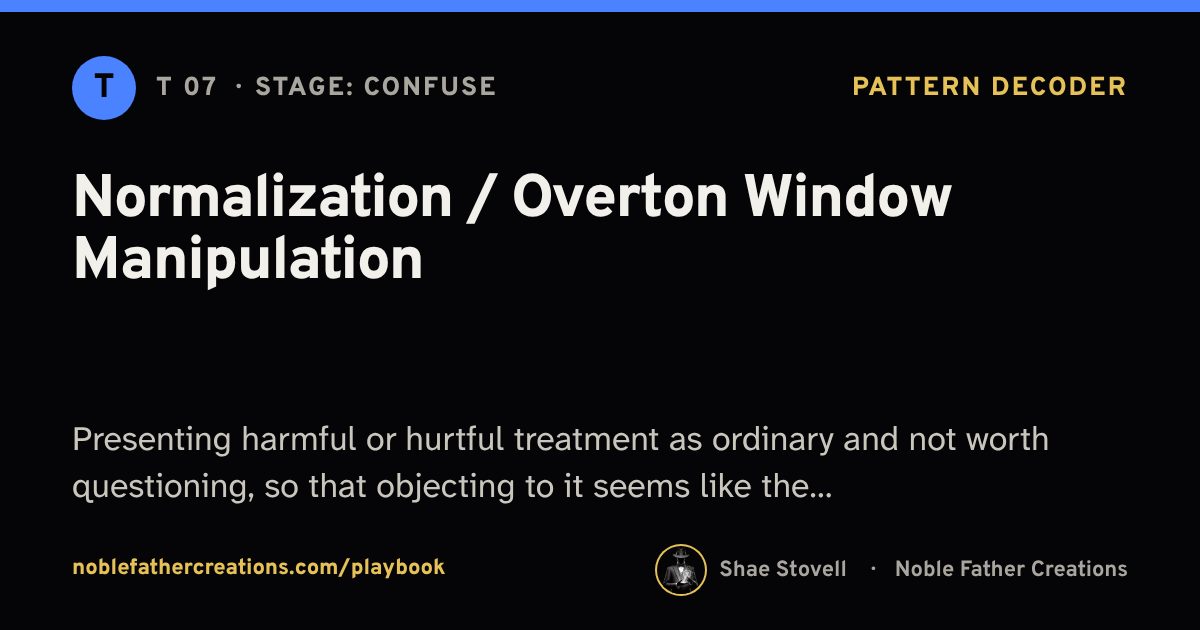 T
T 07 · STAGE: CONFUSE
PATTERN DECODER
Normalization / Overton Window
Manipulation
Presenting harmful or hurtful treatment as ordinary and not worth
questioning, so that objecting to it seems like the...
noblefathercreations.com/playbook
Shae Stovell · Noble Father Creations